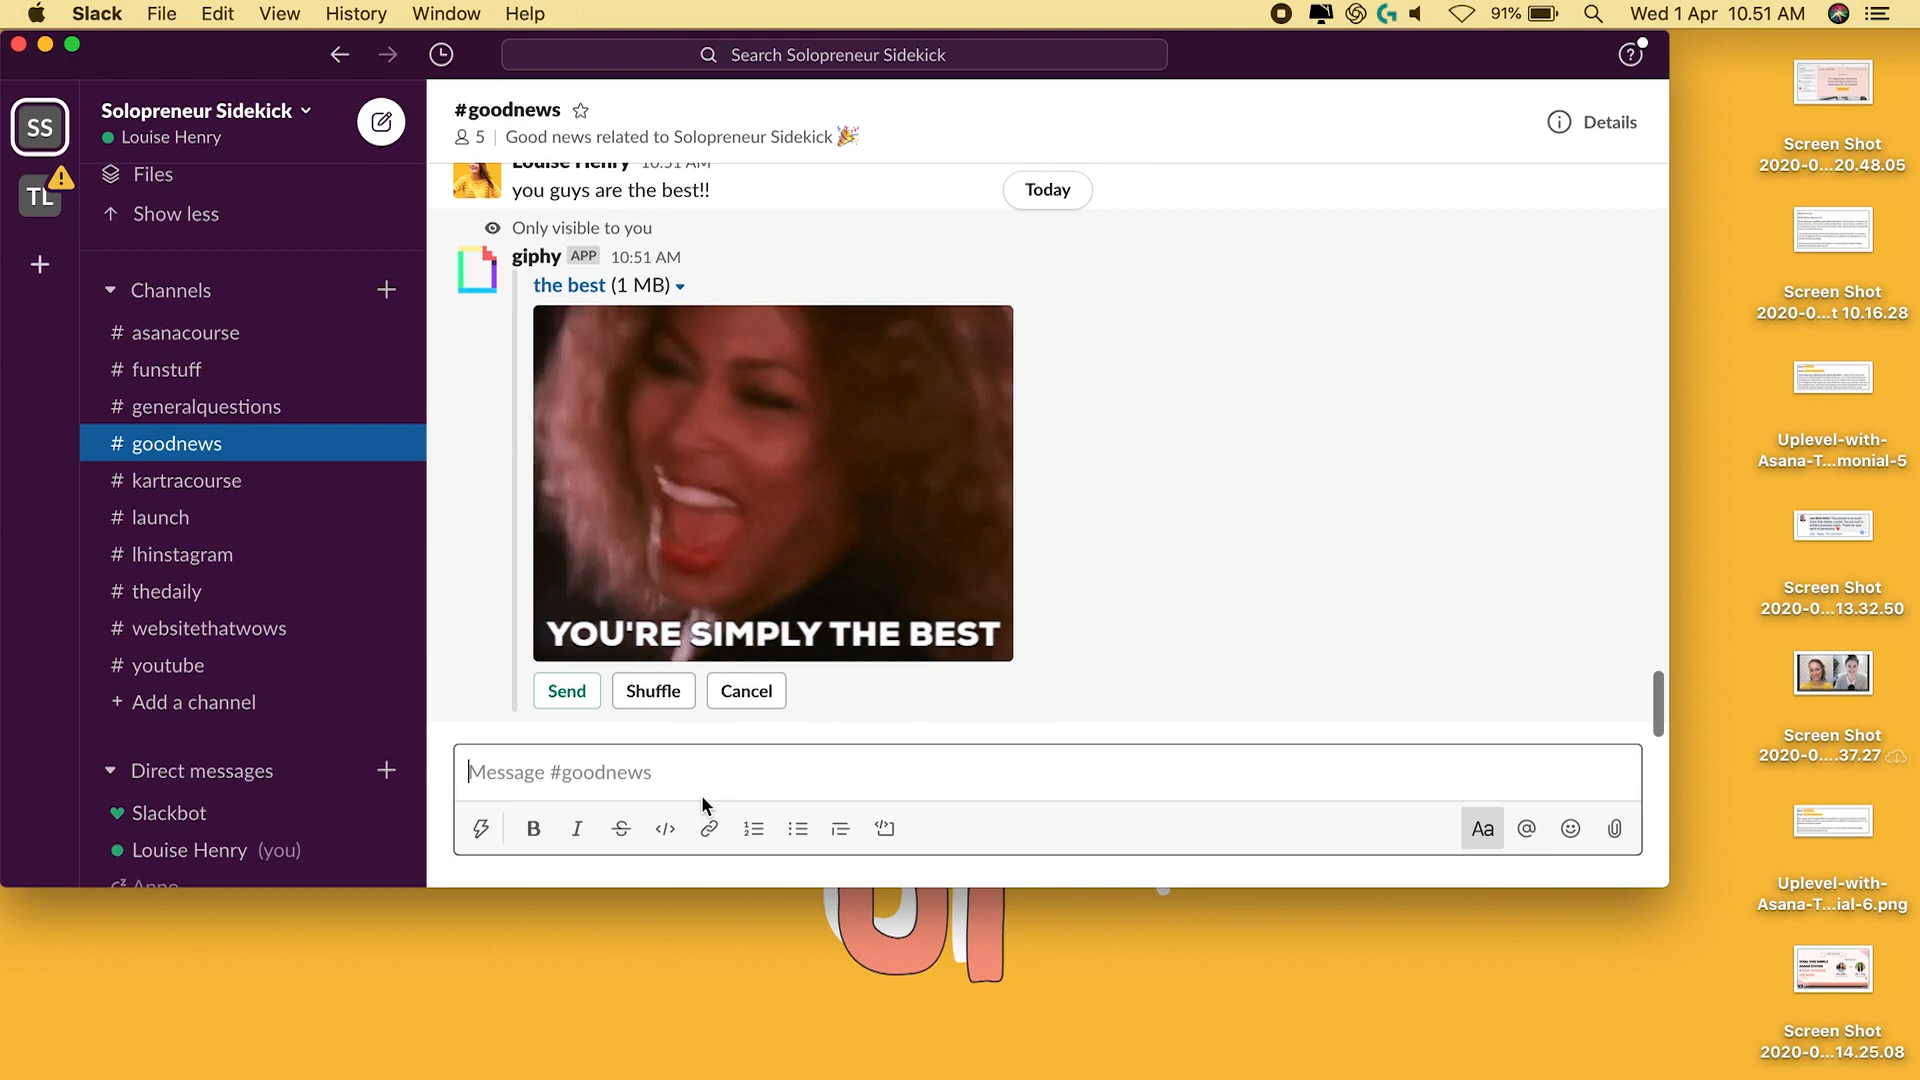 Slack File Edit View History Window Help
91% Wed 1 Apr 10.51 AM
Search Solopreneur Sidekick
SS
TL
Solopreneur Sidekick
Louise Henry
Files
Show less
Channels
# asanacourse
# funstuff
# generalquestions
# goodnews
# kartracourse
# launch
# lhinstagram
# thedaily
# websitethatwows
# youtube
+ Add a channel
Direct messages
Slackbot
Louise Henry (you)
Anne
#goodnews
5 | Good news related to Solopreneur Sidekick 🎉
Details
Louise Henry 10:51 AM
you guys are the best!!
Today
Only visible to you
giphy APP 10:51 AM
the best (1 MB)
YOU'RE SIMPLY THE BEST
Send
Shuffle
Cancel
Message #goodnews
B I S </> Aa @
Screen Shot
2020-0...20.48.05
Screen Shot
2020-0...t 10.16.28
Uplevel-with-
Asana-T...monial-5
Screen Shot
2020-0...13.32.50
Screen Shot
2020-0....37.27
Uplevel-with-
Asana-T...ial-6.png
Screen Shot
2020-0...14.25.08